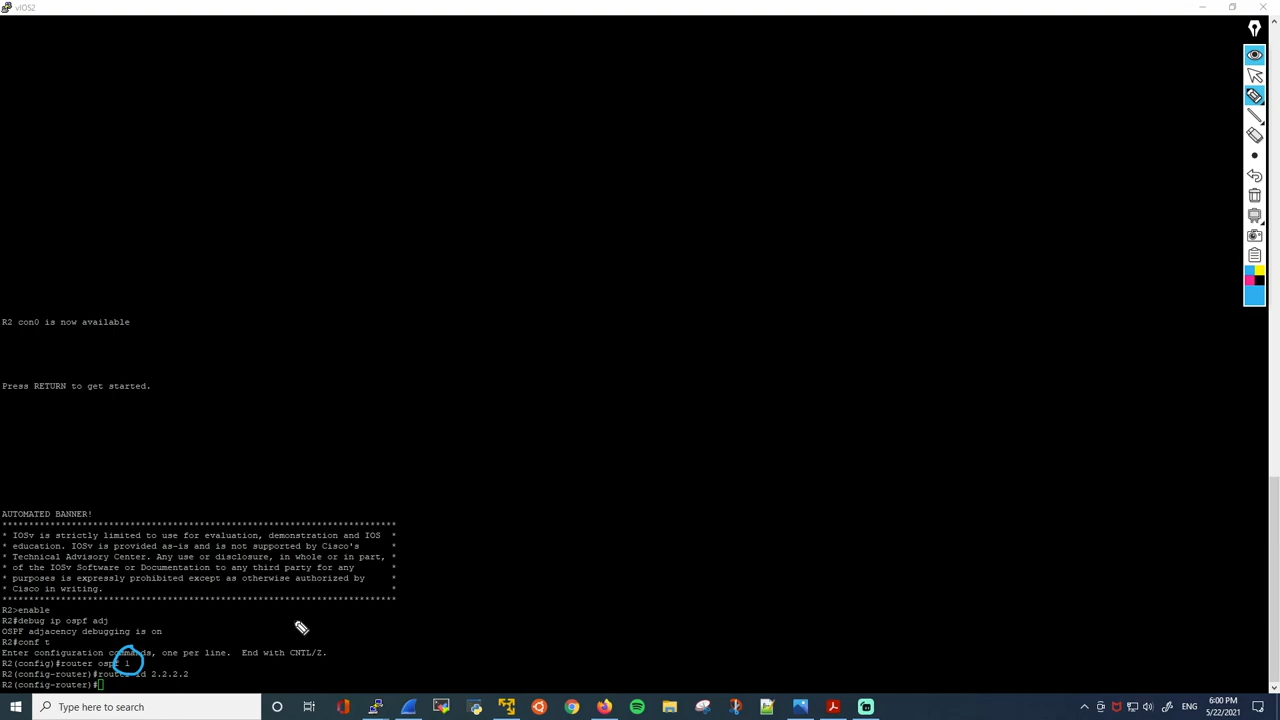 vIOS2
R2 con0 is now available
Press RETURN to get started.
AUTOMATED BANNER!
**************************************************************************
* IOSv is strictly limited to use for evaluation, demonstration and IOS  *
* education. IOSv is provided as-is and is not supported by Cisco's      *
* Technical Advisory Center. Any use or disclosure, in whole or in part, *
* of the IOSv Software or Documentation to any third party for any       *
* purposes is expressly prohibited except as otherwise authorized by     *
* Cisco in writing.                                                      *
**************************************************************************
R2>enable
R2#debug ip ospf adj
OSPF adjacency debugging is on
R2#conf t
Enter configuration commands, one per line.  End with CNTL/Z.
R2(config)#router ospf 1
R2(config-router)#router-id 2.2.2.2
R2(config-router)#
Type here to search
ENG
6:00 PM
5/22/2021